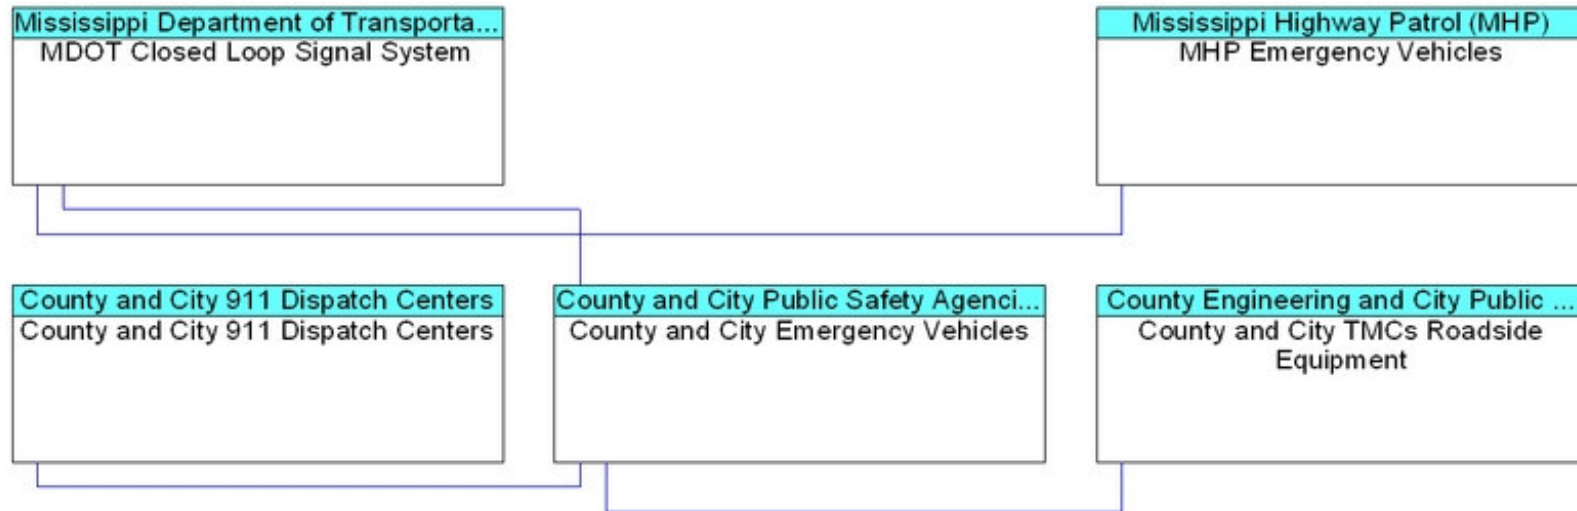 Mississippi Department of Transporta...
MDOT Closed Loop Signal System
Mississippi Highway Patrol (MHP)
MHP Emergency Vehicles
County and City 911 Dispatch Centers
County and City 911 Dispatch Centers
County and City Public Safety Agenci...
County and City Emergency Vehicles
County Engineering and City Public ...
County and City TMCs Roadside
Equipment